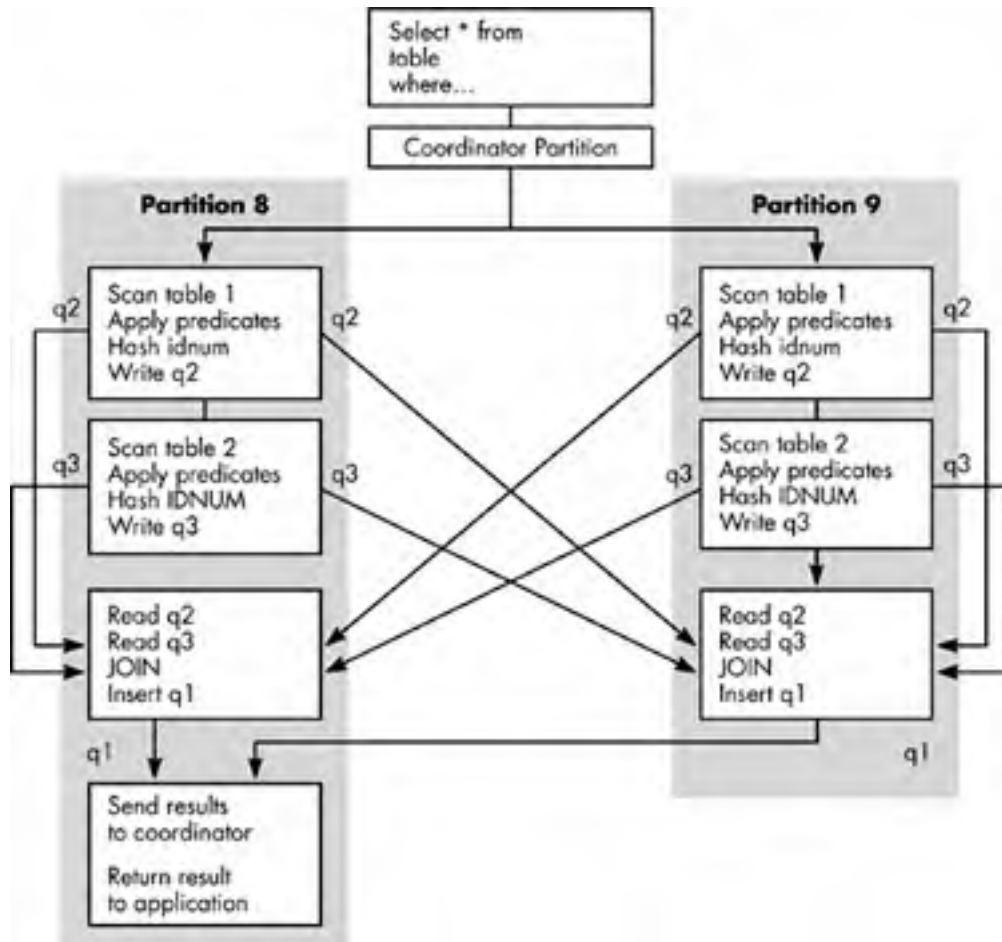 Select * from
table
where...
Coordinator Partition
Partition 8
Partition 9
q2
Scan table 1
Apply predicates
Hash idnum
Write q2
q2
q2
Scan table 1
Apply predicates
Hash idnum
Write q2
q2
q3
Scan table 2
Apply predicates
Hash IDNUM
Write q3
q3
q3
Scan table 2
Apply predicates
Hash IDNUM
Write q3
q3
Read q2
Read q3
JOIN
Insert q1
Read q2
Read q3
JOIN
Insert q1
q1
q1
Send results
to coordinator
Return result
to application